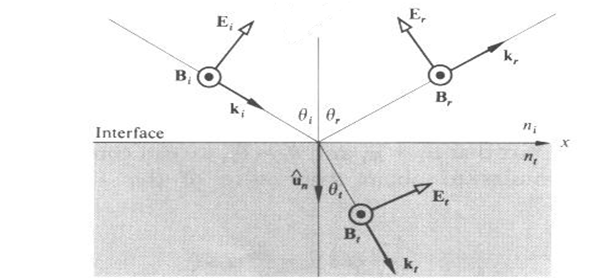 E_i
E_r
B_i
k_i
k_r
B_r
θ_i
θ_r
Interface
n_i
x
n_t
û_n
θ_t
E_t
B_t
k_t